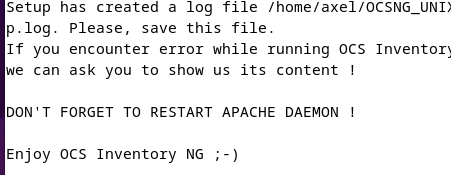 Setup has created a log file /home/axel/OCSNG_UNIX
p.log. Please, save this file.
If you encounter error while running OCS Inventory
we can ask you to show us its content !
DON'T FORGET TO RESTART APACHE DAEMON !
Enjoy OCS Inventory NG ;-)